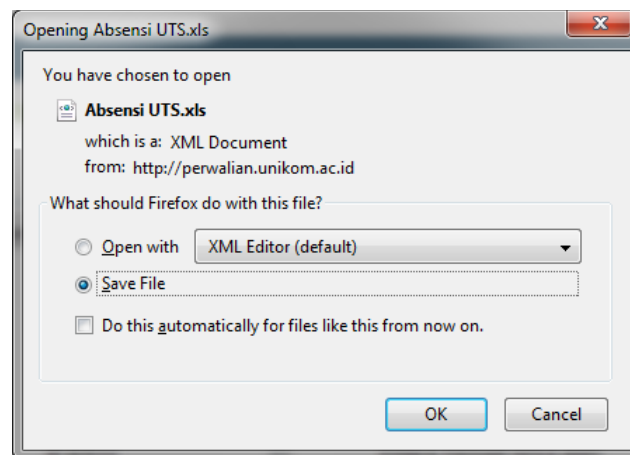 Opening Absensi UTS.xls
You have chosen to open
Absensi UTS.xls
which is a: XML Document
from: http://perwalian.unikom.ac.id
What should Firefox do with this file?
Open with XML Editor (default)
Save File
Do this automatically for files like this from now on.
OK Cancel